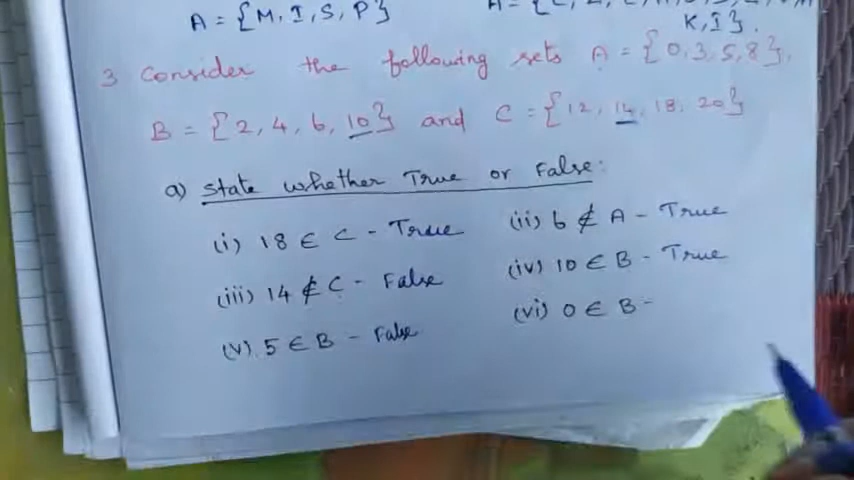 A = {M, I, S, P}
K, I}.
3 Consider the following sets A = {0, 3, 5, 8},
B = {2, 4, 6, 10} and C = {12, 14, 18, 20}
a) State whether True or False:
(i) 18 ∈ C - True (ii) 6 ∉ A - True
(iii) 14 ∉ C - False (iv) 10 ∈ B - True
(v) 5 ∈ B - False (vi) 0 ∈ B -